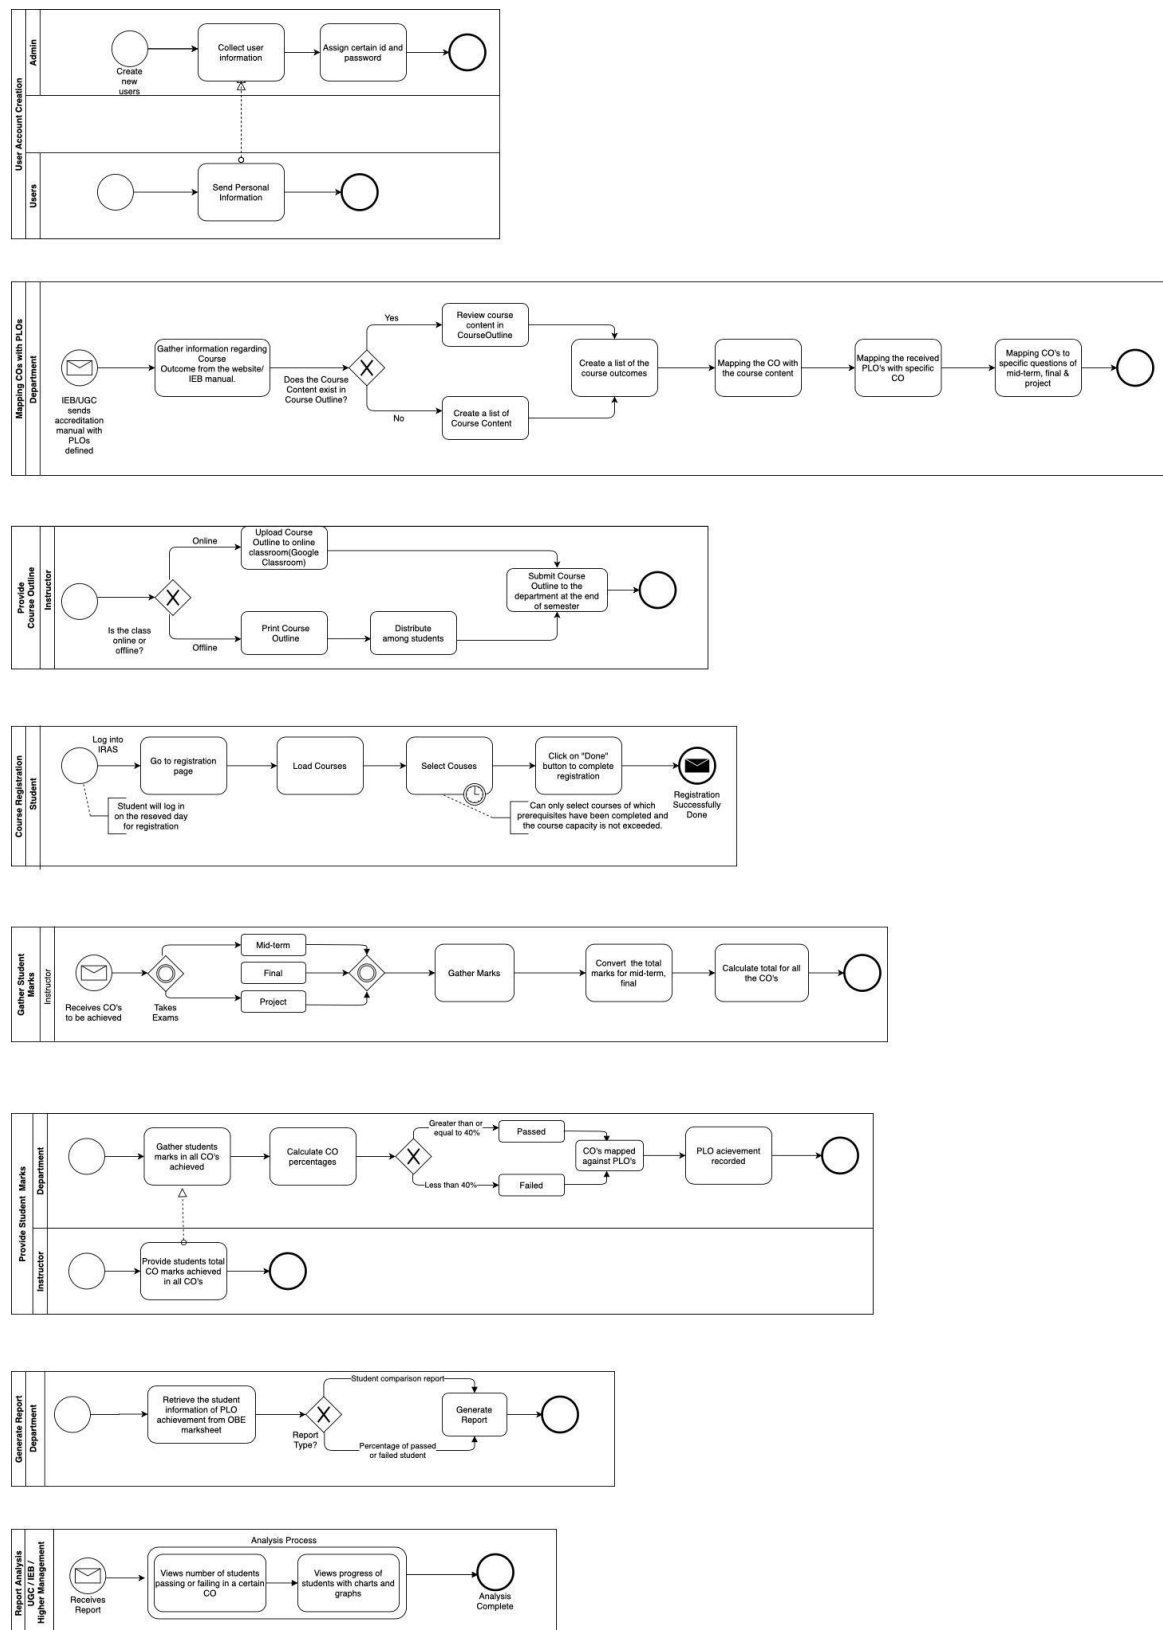 User Account Creation
Admin
Create
new
users
Collect user
information
Assign certain id and
password
Users
Send Personal
Information
Mapping COs with PLOs
Department
IEB/UGC
sends
accreditation
manual with
PLOs
defined
Gather information regarding
Course
Outcome from the website/
IEB manual.
Does the Course
Content exist in
Course Outline?
Yes
No
Review course
content in
CourseOutline
Create a list of
Course Content
Create a list of the
course outcomes
Mapping the CO with
the course content
Mapping the received
PLO's with specific
CO
Mapping CO's to
specific questions of
mid-term, final &
project
Provide
Course Outline
Instructor
Is the class
online or
offline?
Online
Offline
Upload Course
Outline to online
classroom(Google
Classroom)
Print Course
Outline
Distribute
among students
Submit Course
Outline to the
department at the end
of semester
Course Registration
Student
Log into
IRAS
Student will log in
on the reseved day
for registration
Go to registration
page
Load Courses
Select Couses
Can only select courses of which
prerequisites have been completed and
the course capacity is not exceeded.
Click on "Done"
button to complete
registration
Registration
Successfully
Done
Gather Student
Marks
Instructor
Receives CO's
to be achieved
Takes
Exams
Mid-term
Final
Project
Gather Marks
Convert the total
marks for mid-term,
final
Calculate total for all
the CO's
Provide Student Marks
Department
Gather students
marks in all CO's
achieved
Calculate CO
percentages
Greater than or
equal to 40%
Less than 40%
Passed
Failed
CO's mapped
against PLO's
PLO acievement
recorded
Instructor
Provide students total
CO marks achieved
in all CO's
Generate Report
Department
Retrieve the student
information of PLO
achievement from OBE
marksheet
Report
Type?
Student comparison report
Percentage of passed
or failed student
Generate
Report
Report Analysis
UGC / IEB /
Higher Management
Receives
Report
Analysis Process
Views number of students
passing or failing in a certain
CO
Views progress of
students with charts and
graphs
Analysis
Complete